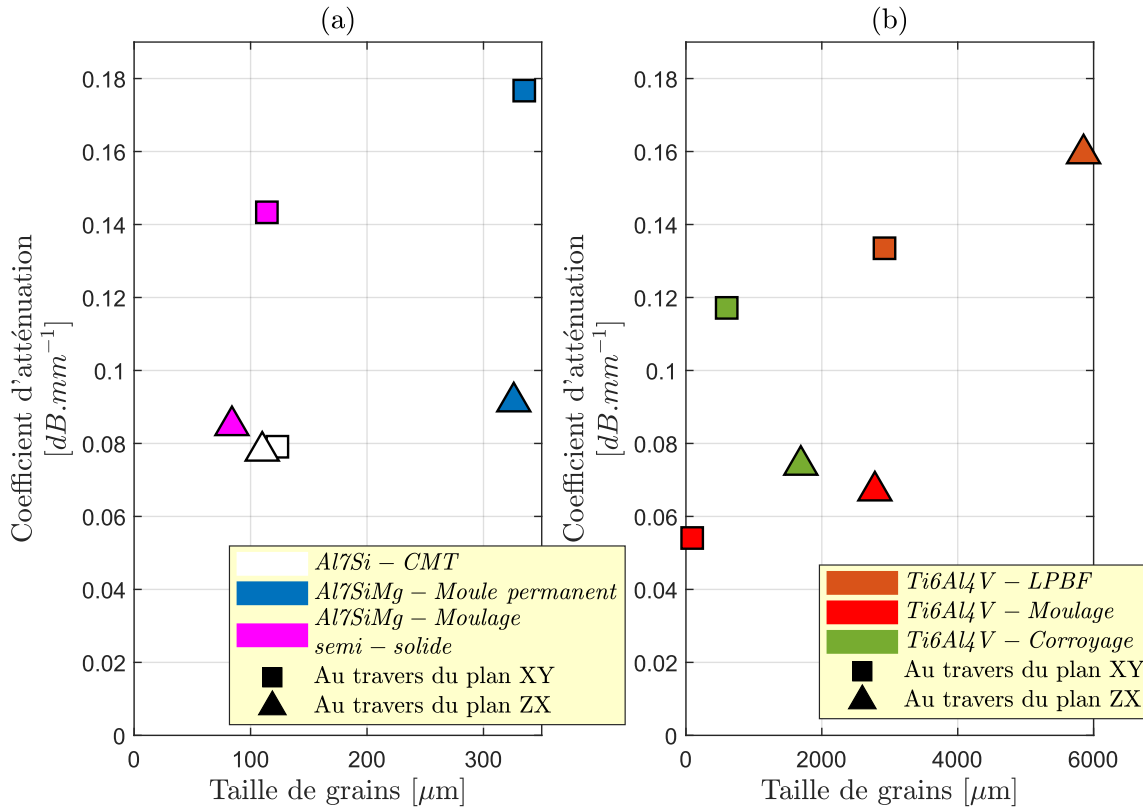 (a)
0.18
0.16
0.14
0.12
0.1
0.08
0.06
0.04
0.02
0
0
100
200
300
Coefficient d'atténuation
[dB.mm⁻¹]
Taille de grains [μm]
Al7Si – CMT
Al7SiMg – Moule permanent
Al7SiMg – Moulage
semi – solide
Au travers du plan XY
Au travers du plan ZX
(b)
0.18
0.16
0.14
0.12
0.1
0.08
0.06
0.04
0.02
0
0
2000
4000
6000
Coefficient d'atténuation
[dB.mm⁻¹]
Taille de grains [μm]
Ti6Al4V – LPBF
Ti6Al4V – Moulage
Ti6Al4V – Corroyage
Au travers du plan XY
Au travers du plan ZX